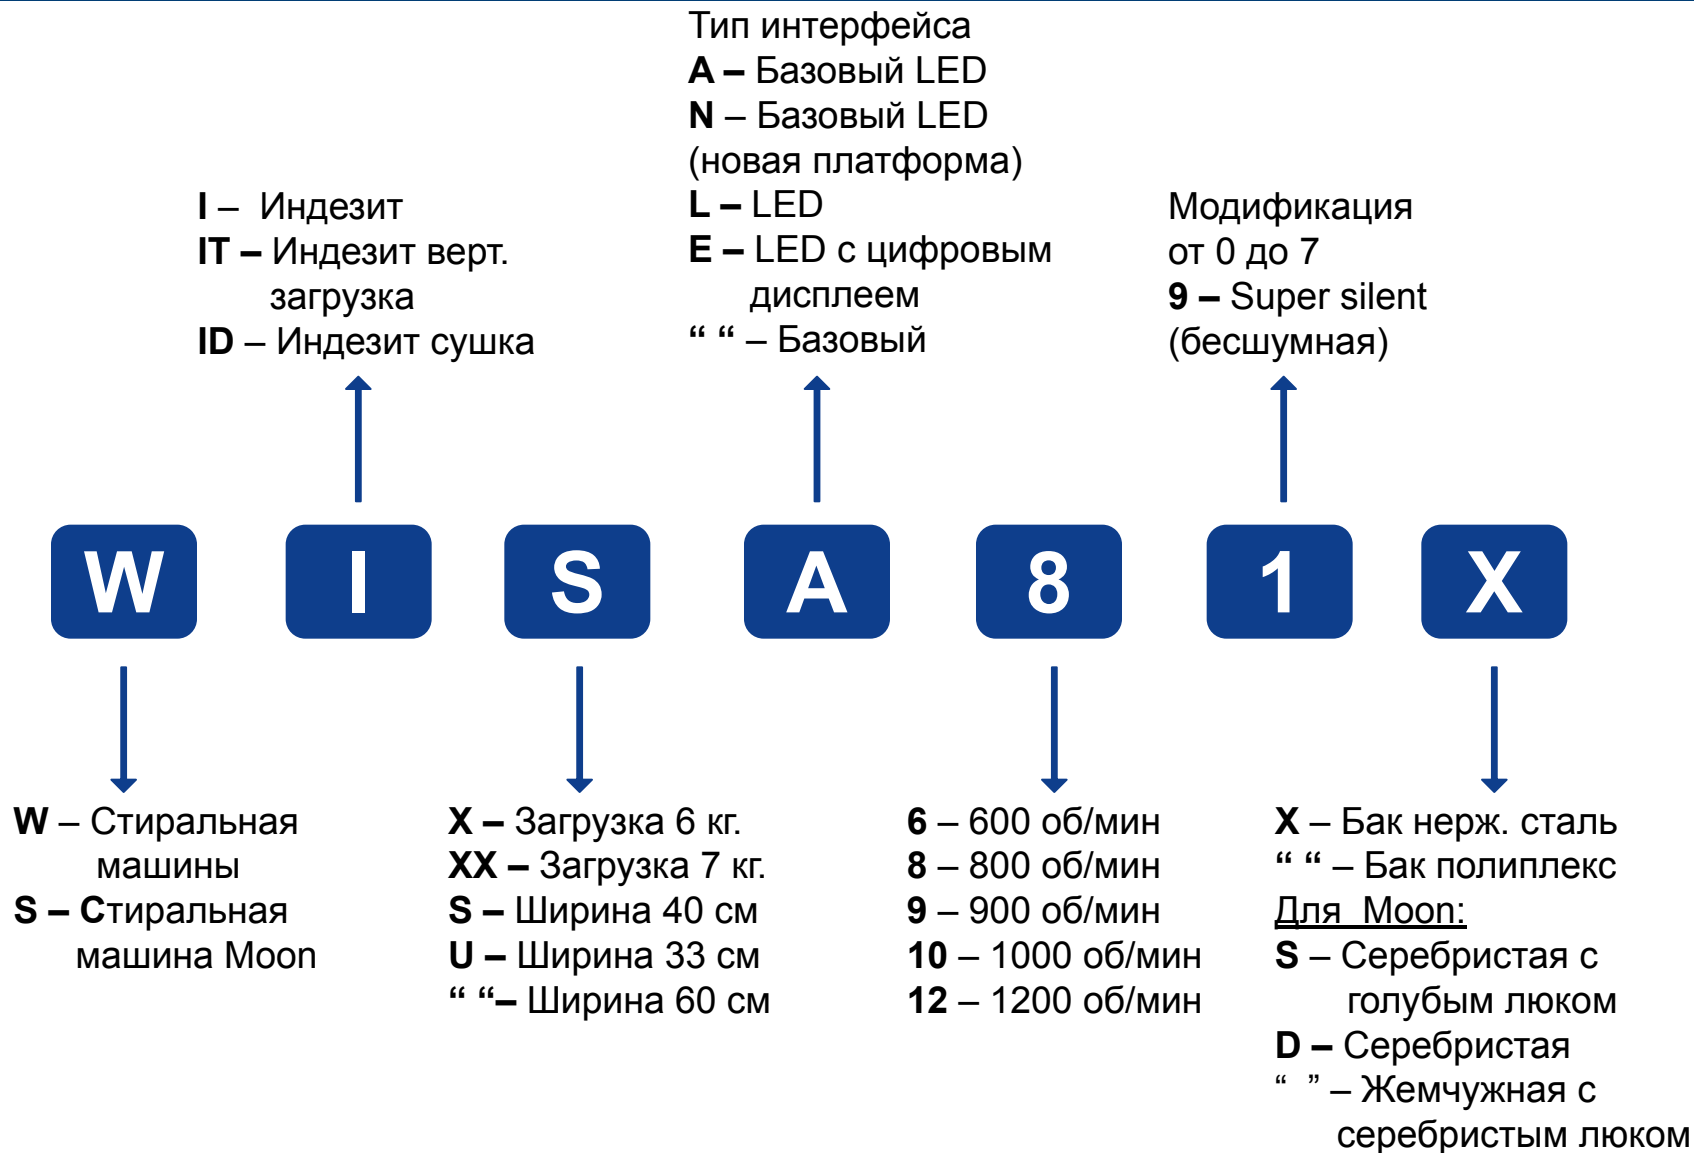 Тип интерфейса
A – Базовый LED
N – Базовый LED
(новая платформа)
L – LED
E – LED с цифровым
дисплеем
“ “ – Базовый
I – Индезит
IT – Индезит верт.
загрузка
ID – Индезит сушка
Модификация
от 0 до 7
9 – Super silent
(бесшумная)
W I S A 8 1 X
W – Стиральная
машины
S – Стиральная
машина Moon
X – Загрузка 6 кг.
XX – Загрузка 7 кг.
S – Ширина 40 см
U – Ширина 33 см
“ “– Ширина 60 см
6 – 600 об/мин
8 – 800 об/мин
9 – 900 об/мин
10 – 1000 об/мин
12 – 1200 об/мин
X – Бак нерж. сталь
“ “ – Бак полиплекс
Для Moon:
S – Серебристая с
голубым люком
D – Серебристая
“ ” – Жемчужная с
серебристым люком